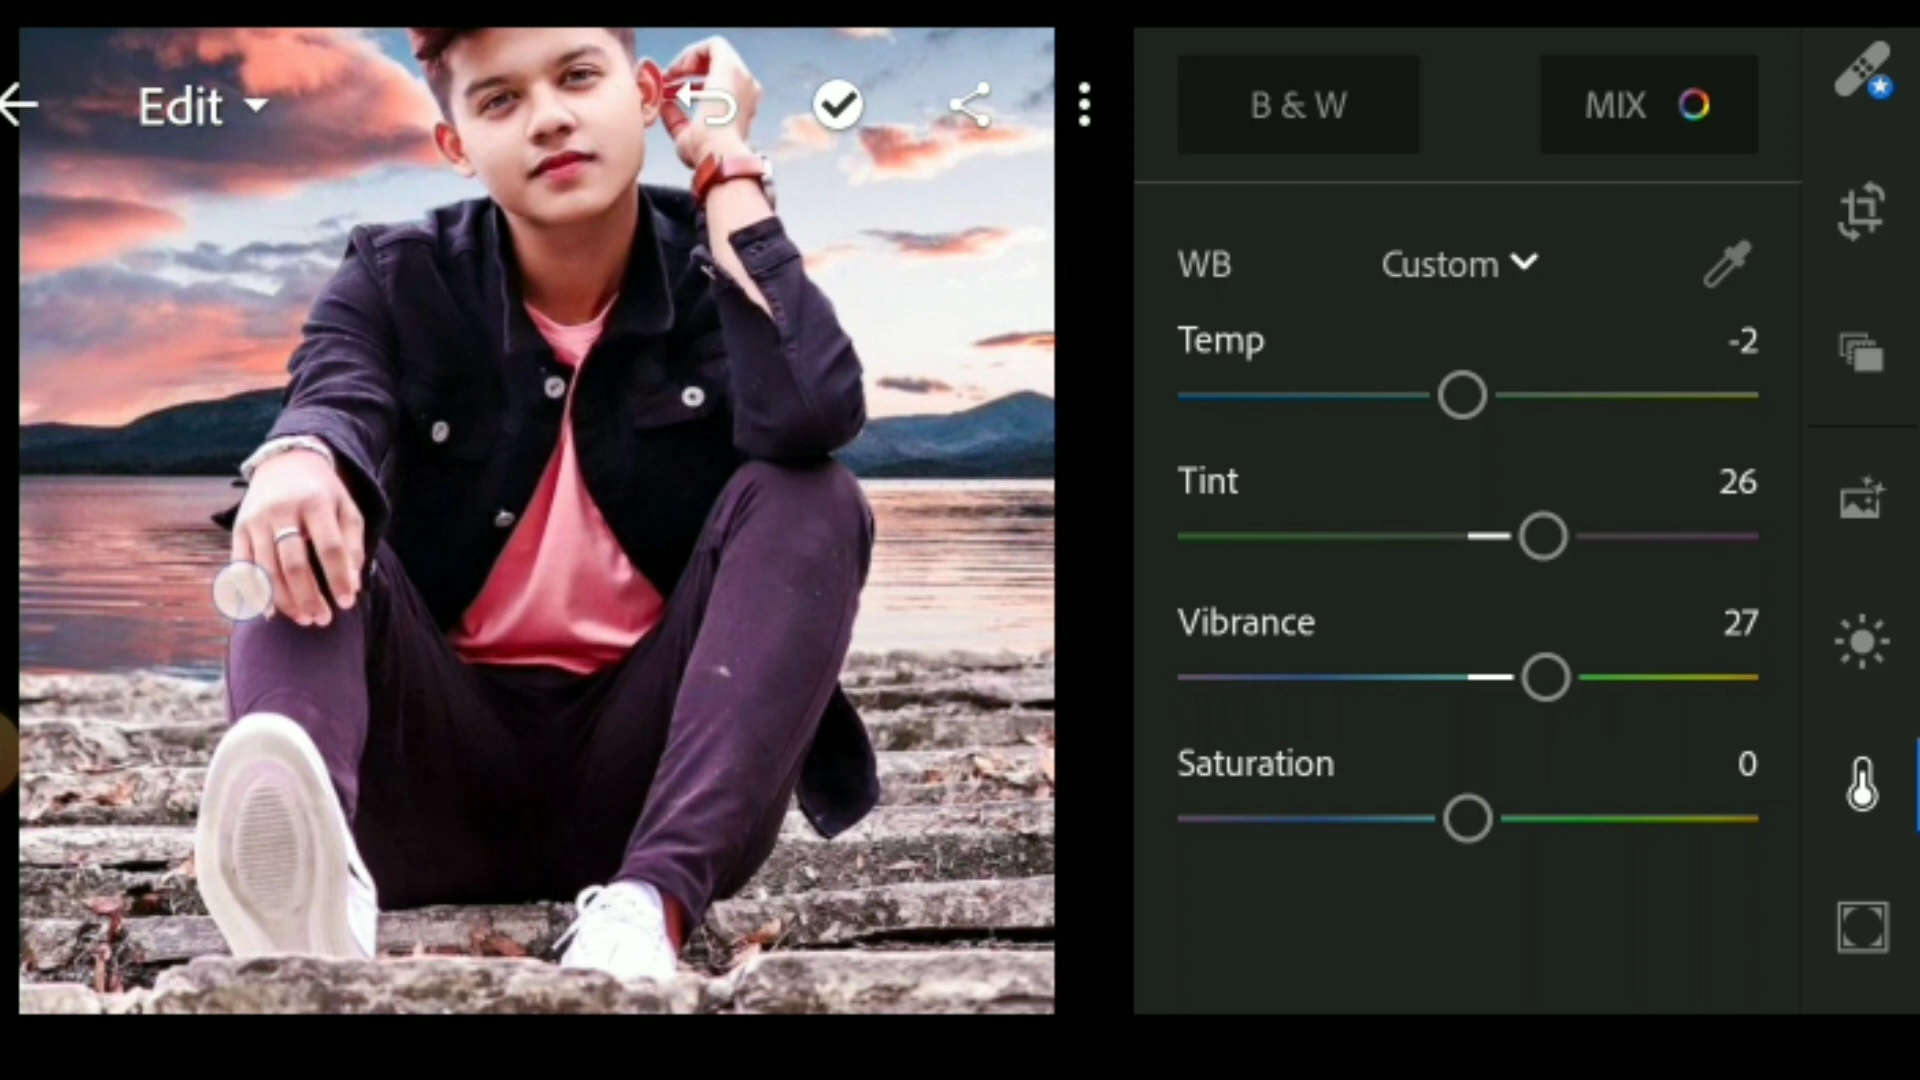 Edit
B & W
MIX
WB
Custom
Temp
-2
Tint
26
Vibrance
27
Saturation
0